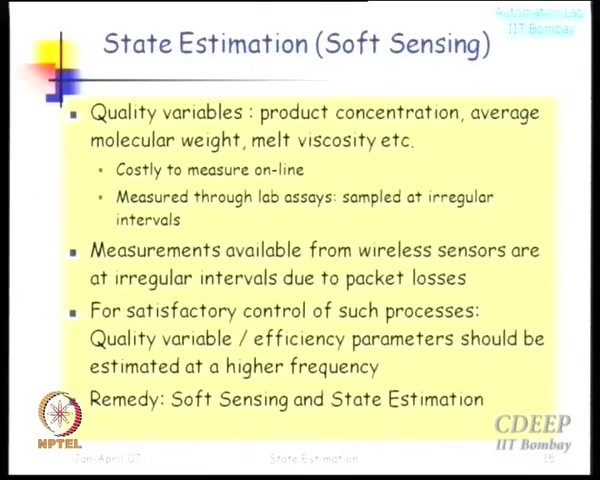 Automation Lab
IIT Bombay
State Estimation (Soft Sensing)
Quality variables : product concentration, average
molecular weight, melt viscosity etc.
Costly to measure on-line
Measured through lab assays: sampled at irregular
intervals
Measurements available from wireless sensors are
at irregular intervals due to packet losses
For satisfactory control of such processes:
Quality variable / efficiency parameters should be
estimated at a higher frequency
Remedy: Soft Sensing and State Estimation
NPTEL
CDEEP
IIT Bombay
Jan-April 07
State Estimation